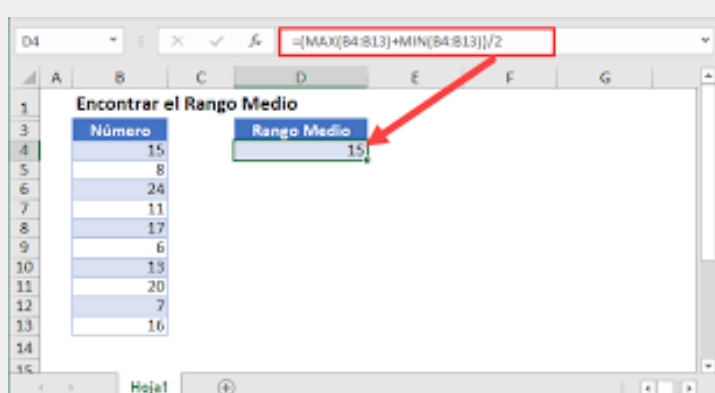 D4 fx =(MAX(B4:B13)+MIN(B4:B13))/2
A B C D E F G
1 Encontrar el Rango Medio
3 Número Rango Medio
4 15 15
5 8
6 24
7 11
8 17
9 6
10 13
11 20
12 7
13 16
14
15
Hoja1